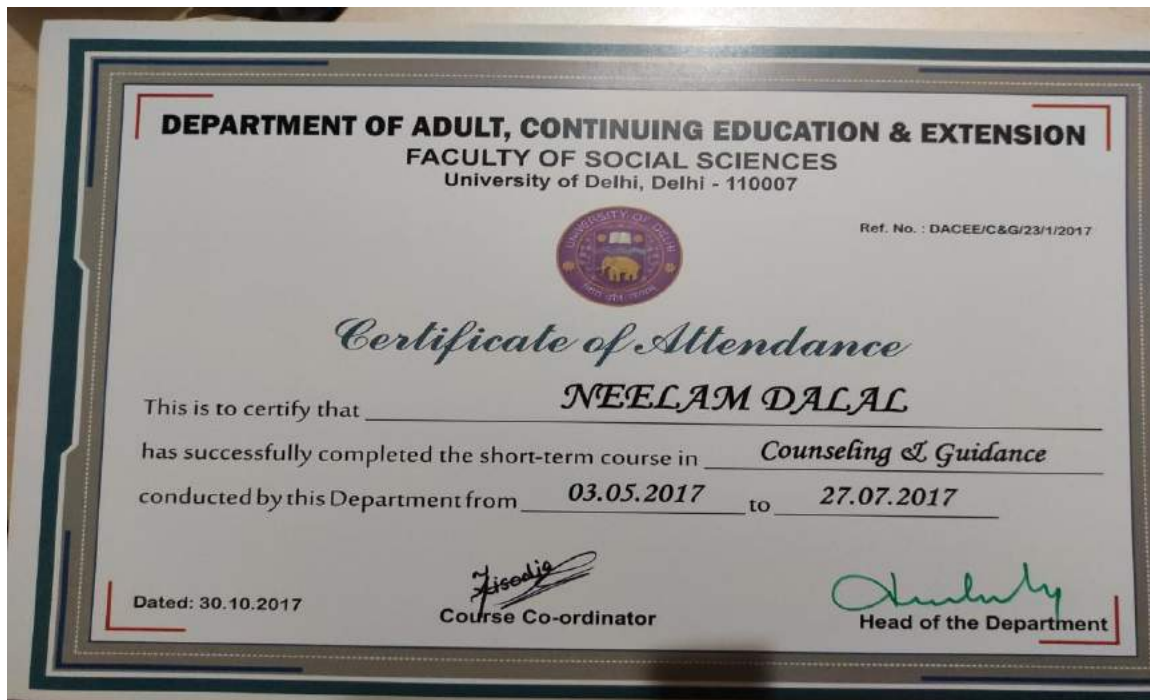 DEPARTMENT OF ADULT, CONTINUING EDUCATION & EXTENSION
FACULTY OF SOCIAL SCIENCES
University of Delhi, Delhi - 110007
UNIVERSITY OF DELHI
Ref. No. : DACEE/C&G/23/1/2017
Certificate of Attendance
This is to certify that NEELAM DALAL
has successfully completed the short-term course in Counseling & Guidance
conducted by this Department from 03.05.2017 to 27.07.2017
Dated: 30.10.2017
Course Co-ordinator
Head of the Department